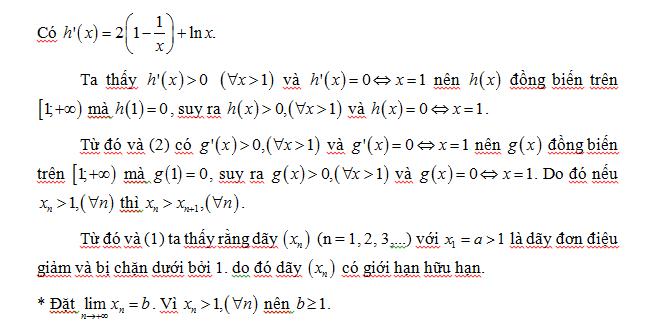 Có h'(x) = 2(1 − 1/x) + ln x.
Ta thấy h'(x) > 0 (∀x > 1) và h'(x) = 0 ⇔ x = 1 nên h(x) đồng biến trên
[1;+∞) mà h(1) = 0, suy ra h(x) > 0, (∀x > 1) và h(x) = 0 ⇔ x = 1.
Từ đó và (2) có g'(x) > 0, (∀x > 1) và g'(x) = 0 ⇔ x = 1 nên g(x) đồng biến
trên [1;+∞) mà g(1) = 0, suy ra g(x) > 0, (∀x > 1) và g(x) = 0 ⇔ x = 1. Do đó nếu
xₙ > 1, (∀n) thì xₙ > xₙ₊₁, (∀n).
Từ đó và (1) ta thấy rằng dãy (xₙ) (n = 1, 2, 3,...) với x₁ = a > 1 là dãy đơn điệu
giảm và bị chặn dưới bởi 1. do đó dãy (xₙ) có giới hạn hữu hạn.
* Đặt lim_{n→+∞} xₙ = b. Vì xₙ > 1, (∀n) nên b ≥ 1.